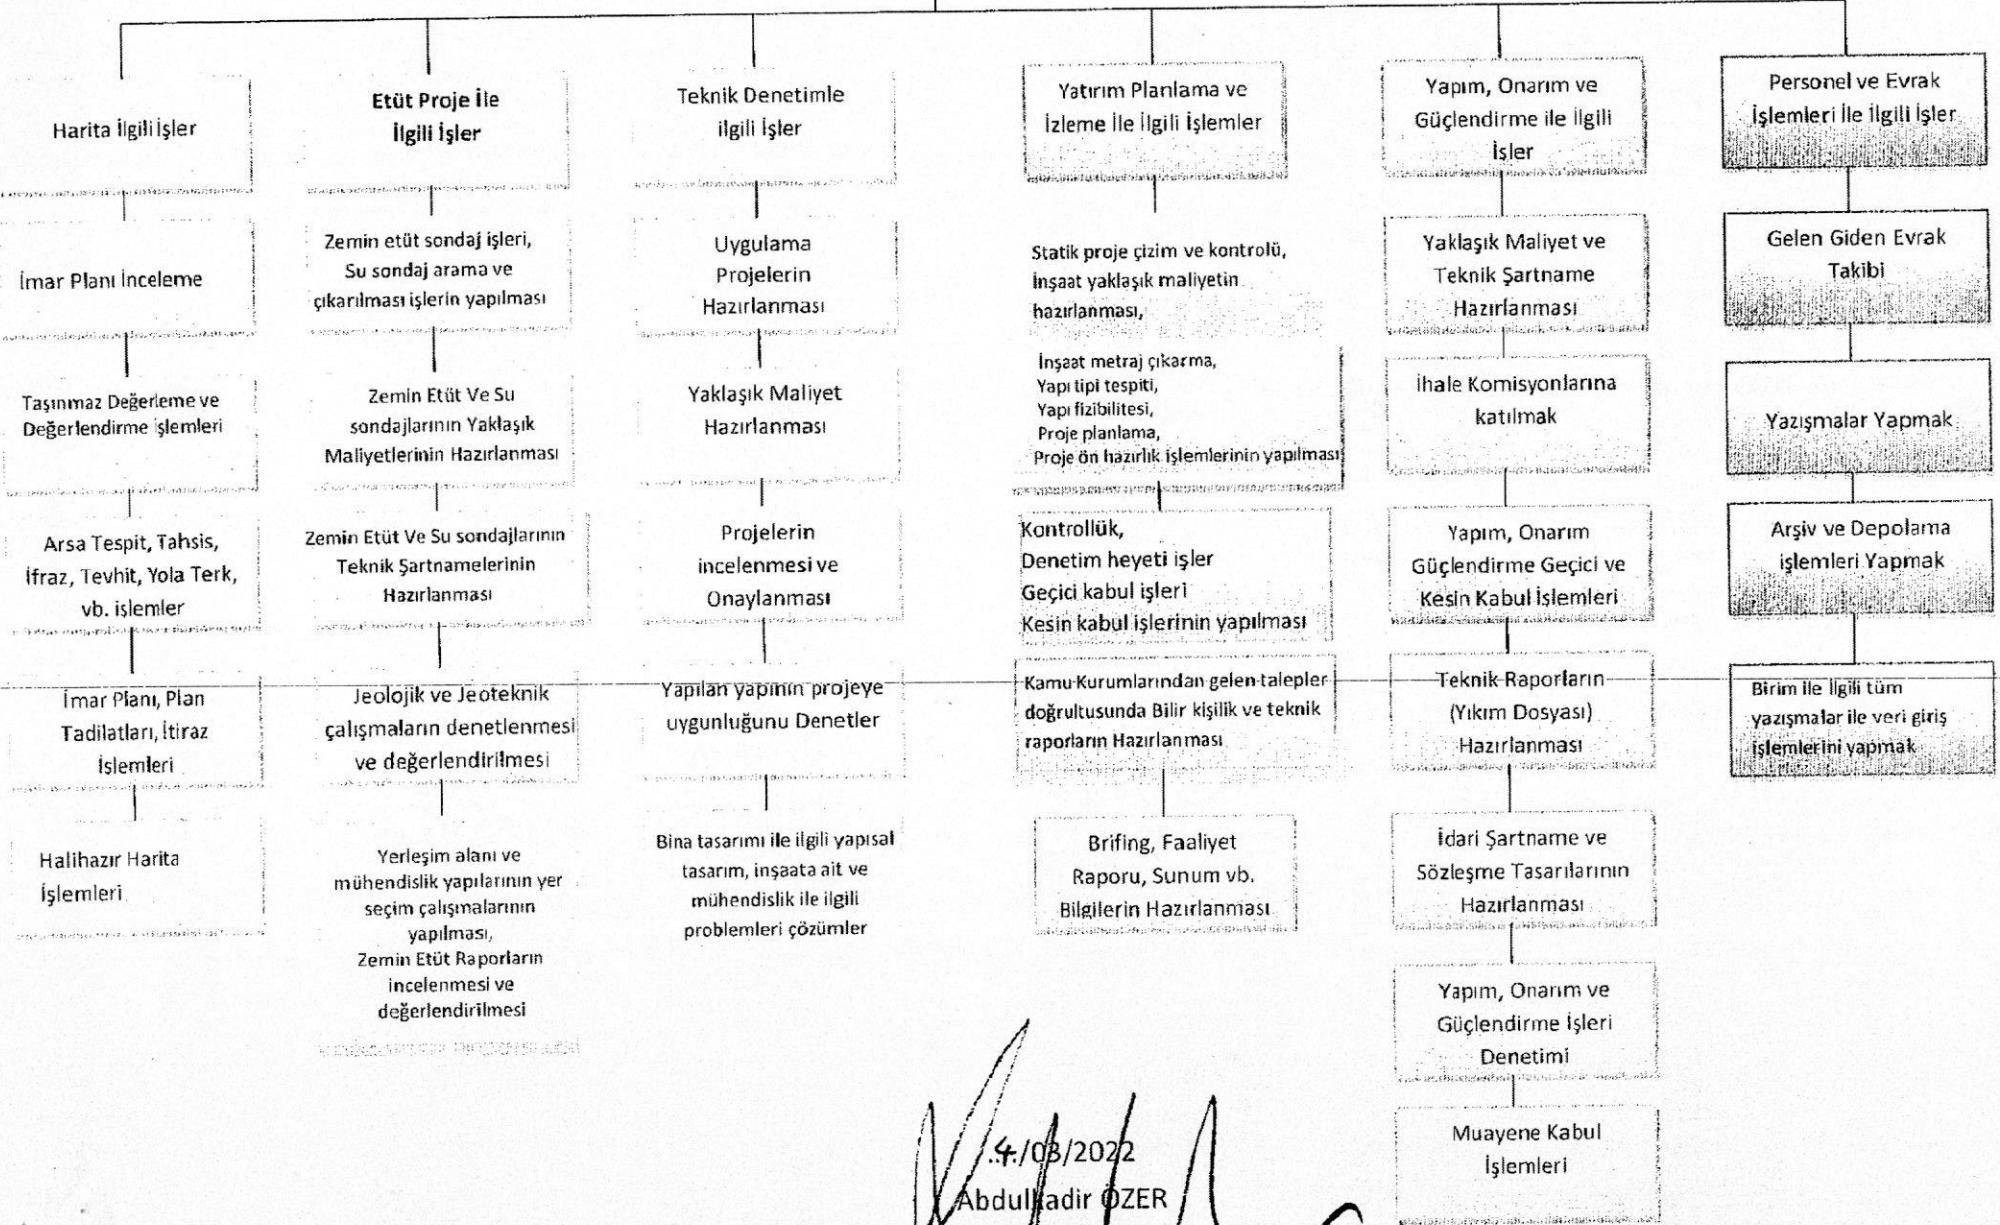 Harita İlgili İşler
İmar Planı İnceleme
Taşınmaz Değerleme ve
Değerlendirme işlemleri
Arsa Tespit, Tahsis,
İfraz, Tevhit, Yola Terk,
vb. işlemler
İmar Planı, Plan
Tadilatları, İtiraz
İşlemleri
Halihazır Harita
İşlemleri
Etüt Proje İle
İlgili İşler
Zemin etüt sondaj işleri,
Su sondaj arama ve
çıkarılması işlerin yapılması
Zemin Etüt Ve Su
sondajlarının Yaklaşık
Maliyetlerinin Hazırlanması
Zemin Etüt Ve Su sondajlarının
Teknik Şartnamelerinin
Hazırlanması
Jeolojik ve Jeoteknik
çalışmaların denetlenmesi
ve değerlendirilmesi
Yerleşim alanı ve
mühendislik yapılarının yer
seçim çalışmalarının
yapılması,
Zemin Etüt Raporların
incelenmesi ve
değerlendirilmesi
Teknik Denetimle
ilgili İşler
Uygulama
Projelerin
Hazırlanması
Yaklaşık Maliyet
Hazırlanması
Projelerin
incelenmesi ve
Onaylanması
Yapılan yapının projeye
uygunluğunu Denetler
Bina tasarımı ile ilgili yapısal
tasarım, inşaata ait ve
mühendislik ile ilgili
problemleri çözümler
Yatırım Planlama ve
İzleme İle İlgili İşlemler
Statik proje çizim ve kontrolü,
İnşaat yaklaşık maliyetin
hazırlanması,
İnşaat metraj çıkarma,
Yapı tipi tespiti,
Yapı fizibilitesi,
Proje planlama,
Proje ön hazırlık işlemlerinin yapılması
Kontrollük,
Denetim heyeti işler
Geçici kabul işleri
Kesin kabul işlerinin yapılması
Kamu Kurumlarından gelen talepler
doğrultusunda Bilir kişilik ve teknik
raporların Hazırlanması
Brifing, Faaliyet
Raporu, Sunum vb.
Bilgilerin Hazırlanması
Yapım, Onarım ve
Güçlendirme ile İlgili
İşler
Yaklaşık Maliyet ve
Teknik Şartname
Hazırlanması
İhale Komisyonlarına
katılmak
Yapım, Onarım
Güçlendirme Geçici ve
Kesin Kabul İşlemleri
Teknik Raporların
(Yıkım Dosyası)
Hazırlanması
İdari Şartname ve
Sözleşme Tasarılarının
Hazırlanması
Yapım, Onarım ve
Güçlendirme İşleri
Denetimi
Muayene Kabul
İşlemleri
Personel ve Evrak
İşlemleri İle İlgili İşler
Gelen Giden Evrak
Takibi
Yazışmalar Yapmak
Arşiv ve Depolama
işlemleri Yapmak
Birim ile İlgili tüm
yazışmalar ile veri giriş
işlemlerini yapmak
.4./03/2022
Abdulkadir ÖZER